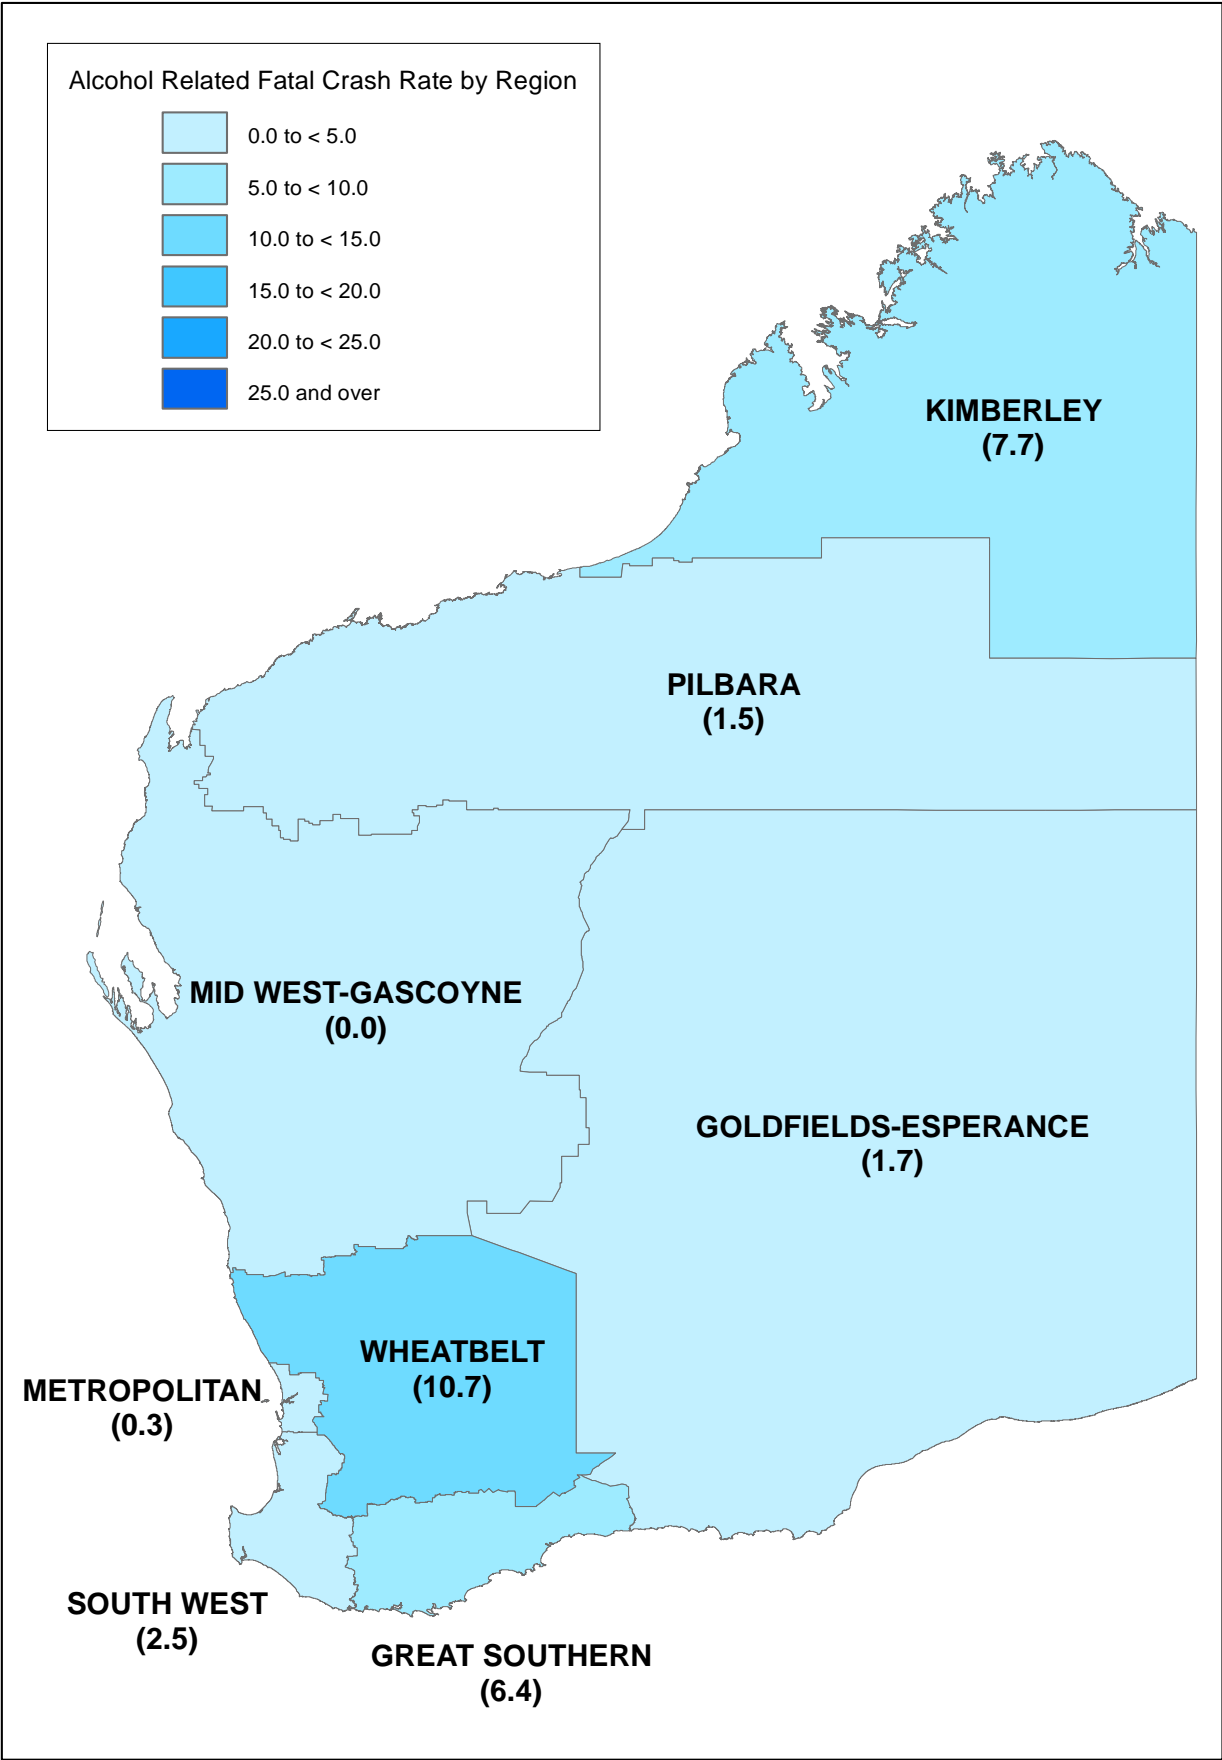 Alcohol Related Fatal Crash Rate by Region
0.0 to < 5.0
5.0 to < 10.0
10.0 to < 15.0
15.0 to < 20.0
20.0 to < 25.0
25.0 and over
KIMBERLEY
(7.7)
PILBARA
(1.5)
MID WEST-GASCOYNE
(0.0)
GOLDFIELDS-ESPERANCE
(1.7)
WHEATBELT
(10.7)
METROPOLITAN
(0.3)
SOUTH WEST
(2.5)
GREAT SOUTHERN
(6.4)